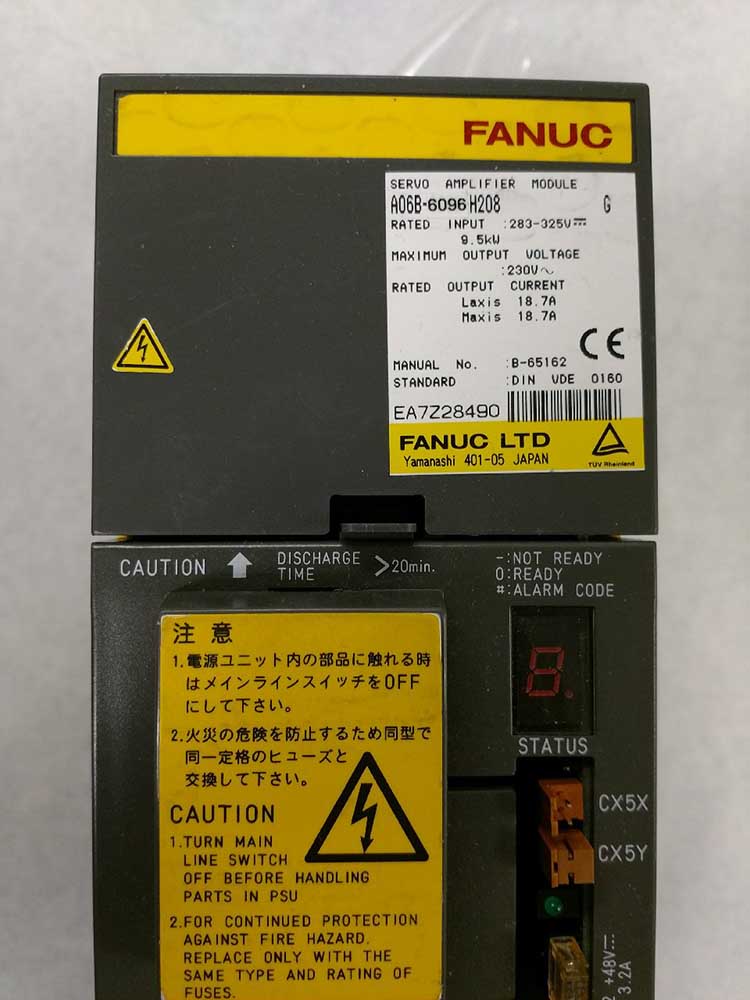 FANUC
SERVO AMPLIFIER MODULE
A06B-6096 H208 G
RATED INPUT :283-325V⎓
9.5kW
MAXIMUM OUTPUT VOLTAGE
:230V∿
RATED OUTPUT CURRENT
Laxis 18.7A
Maxis 18.7A
CE
MANUAL No. :B-65162
STANDARD :DIN VDE 0160
EA7Z28490
FANUC LTD
Yamanashi 401-05 JAPAN
TÜV Rheinland
CAUTION DISCHARGE TIME >20min.
-:NOT READY
0:READY
#:ALARM CODE
8.
STATUS
CX5X
CX5Y
注意
1.電源ユニット内の部品に触れる時
はメインラインスイッチをOFF
にして下さい。
2.火災の危険を防止するため同型で
同一定格のヒューズと
交換して下さい。
CAUTION
1.TURN MAIN
LINE SWITCH
OFF BEFORE HANDLING
PARTS IN PSU
2.FOR CONTINUED PROTECTION
AGAINST FIRE HAZARD.
REPLACE ONLY WITH THE
SAME TYPE AND RATING OF
FUSES.
2 +48V⎓
3.2A